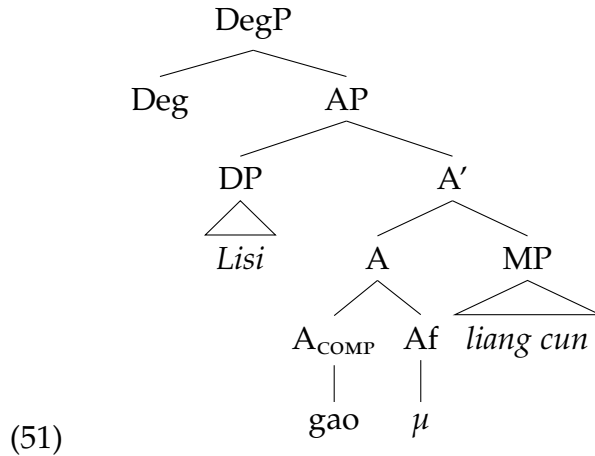 DegP
Deg AP
DP A'
Lisi A MP
A_COMP Af liang cun
gao μ
(51)